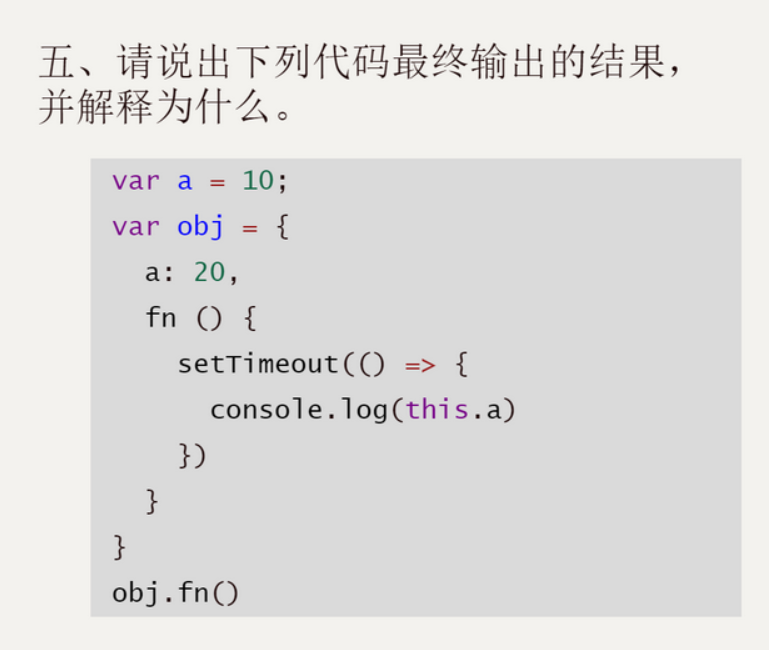 五、请说出下列代码最终输出的结果，
并解释为什么。
var a = 10;
var obj = {
  a: 20,
  fn () {
    setTimeout(() => {
      console.log(this.a)
    })
  }
}
obj.fn()